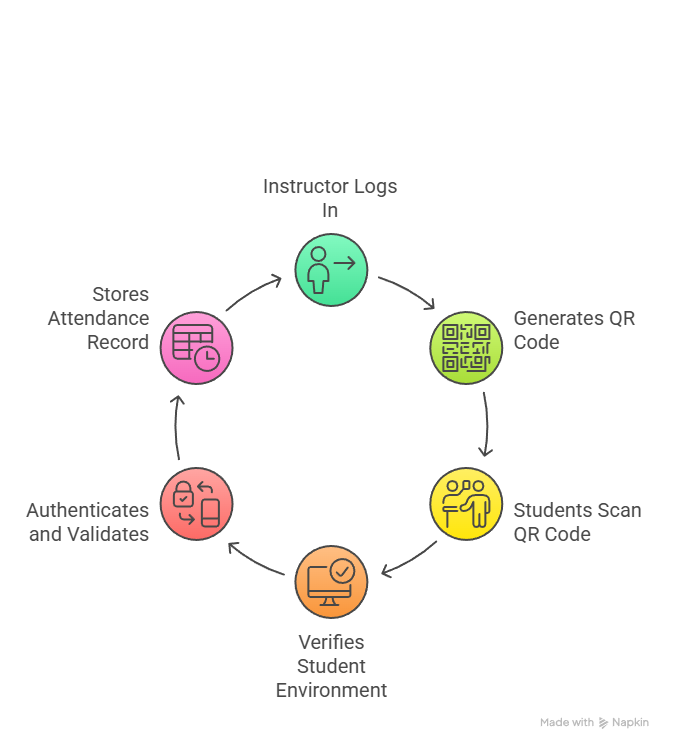 Instructor Logs
In
Generates QR
Code
Students Scan
QR Code
Verifies
Student
Environment
Authenticates
and Validates
Stores
Attendance
Record
Made with Napkin